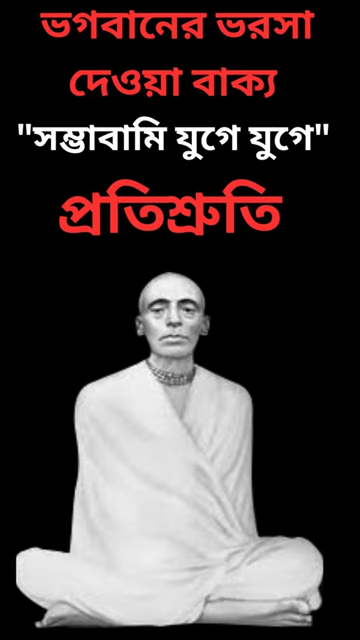 ভগবানের ভরসা
দেওয়া বাক্য
"সম্ভাবামি যুগে যুগে"
প্রতিশ্রুতি